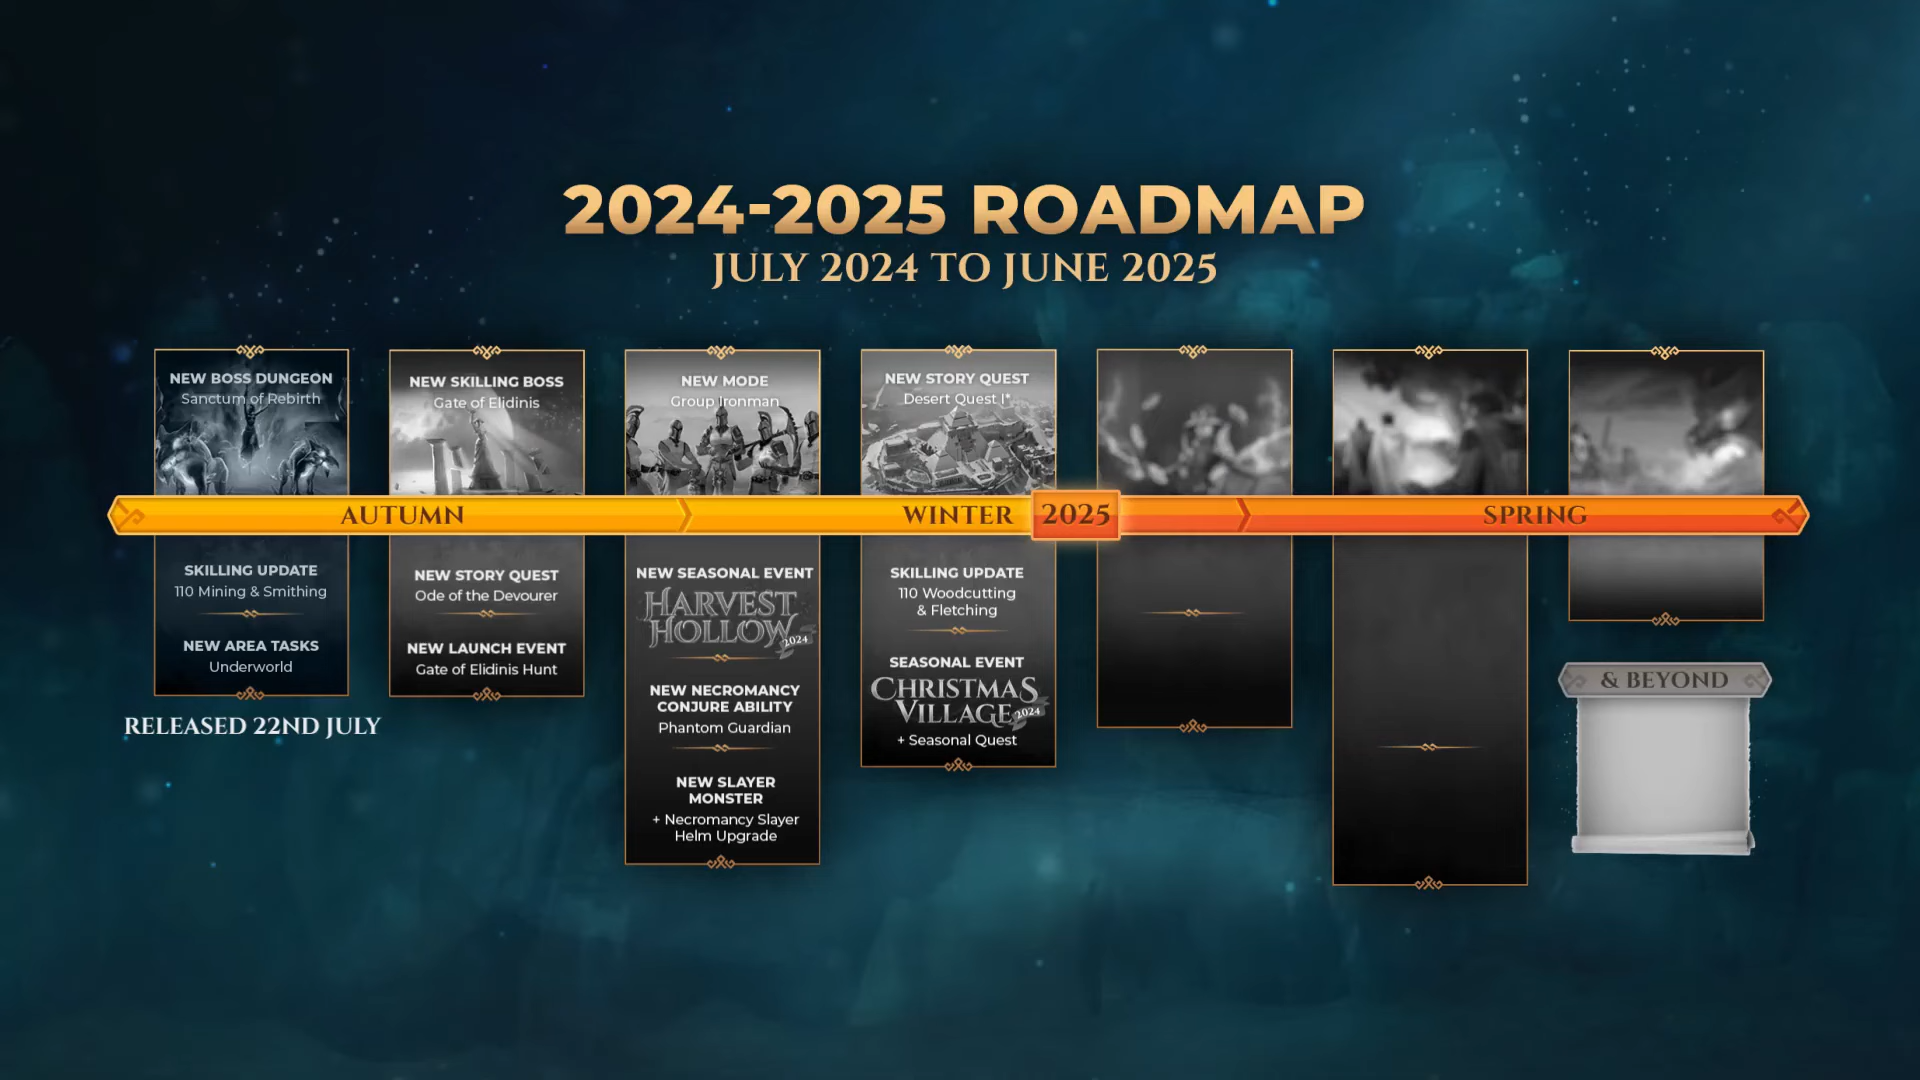 2024-2025 ROADMAP
JULY 2024 TO JUNE 2025
NEW BOSS DUNGEON
Sanctum of Rebirth
NEW SKILLING BOSS
Gate of Elidinis
NEW MODE
Group Ironman
NEW STORY QUEST
Desert Quest I*
AUTUMN
WINTER
2025
SPRING
SKILLING UPDATE
110 Mining & Smithing
NEW AREA TASKS
Underworld
RELEASED 22ND JULY
NEW STORY QUEST
Ode of the Devourer
NEW LAUNCH EVENT
Gate of Elidinis Hunt
NEW SEASONAL EVENT
HARVEST
HOLLOW
2024
NEW NECROMANCY
CONJURE ABILITY
Phantom Guardian
NEW SLAYER
MONSTER
+ Necromancy Slayer
Helm Upgrade
SKILLING UPDATE
110 Woodcutting
& Fletching
SEASONAL EVENT
CHRISTMAS
VILLAGE
2024
+ Seasonal Quest
& BEYOND